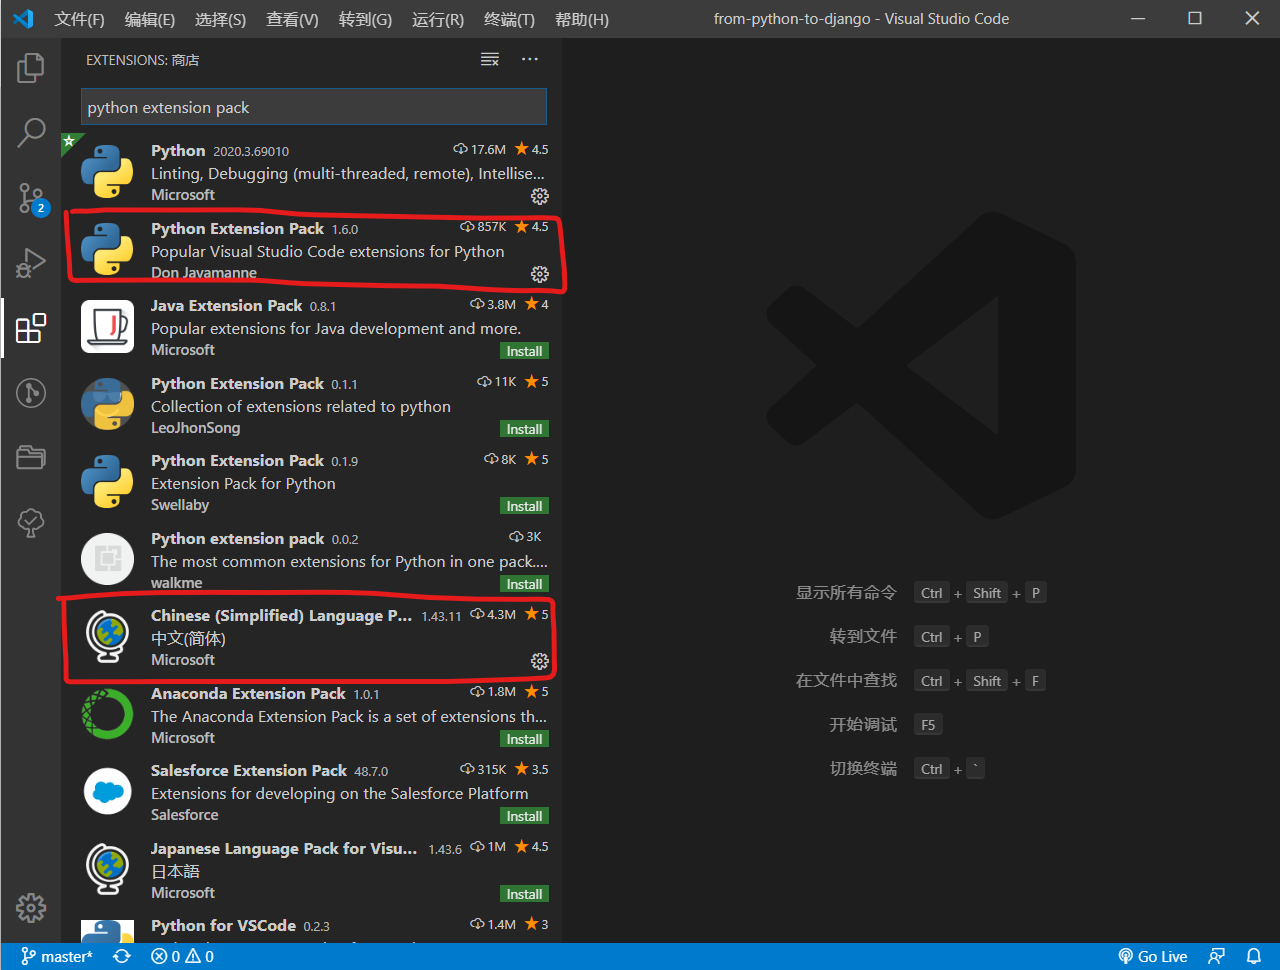 文件(F) 编辑(E) 选择(S) 查看(V) 转到(G) 运行(R) 终端(T) 帮助(H) from-python-to-django - Visual Studio Code
EXTENSIONS: 商店
python extension pack
Python 2020.3.69010 17.6M 4.5
Linting, Debugging (multi-threaded, remote), Intellise...
Microsoft
Python Extension Pack 1.6.0 857K 4.5
Popular Visual Studio Code extensions for Python
Don Jayamanne
Java Extension Pack 0.8.1 3.8M 4
Popular extensions for Java development and more.
Microsoft Install
Python Extension Pack 0.1.1 11K 5
Collection of extensions related to python
LeoJhonSong Install
Python Extension Pack 0.1.9 8K 5
Extension Pack for Python
Swellaby Install
Python extension pack 0.0.2 3K
The most common extensions for Python in one pack....
walkme Install
Chinese (Simplified) Language P... 1.43.11 4.3M 5
中文(简体)
Microsoft
Anaconda Extension Pack 1.0.1 1.8M 5
The Anaconda Extension Pack is a set of extensions th...
Microsoft Install
Salesforce Extension Pack 48.7.0 315K 3.5
Extensions for developing on the Salesforce Platform
Salesforce Install
Japanese Language Pack for Visu... 1.43.6 1M 4.5
日本語
Microsoft Install
Python for VSCode 0.2.3 1.4M 3
2
显示所有命令 Ctrl + Shift + P
转到文件 Ctrl + P
在文件中查找 Ctrl + Shift + F
开始调试 F5
切换终端 Ctrl + `
master* 0 0 Go Live